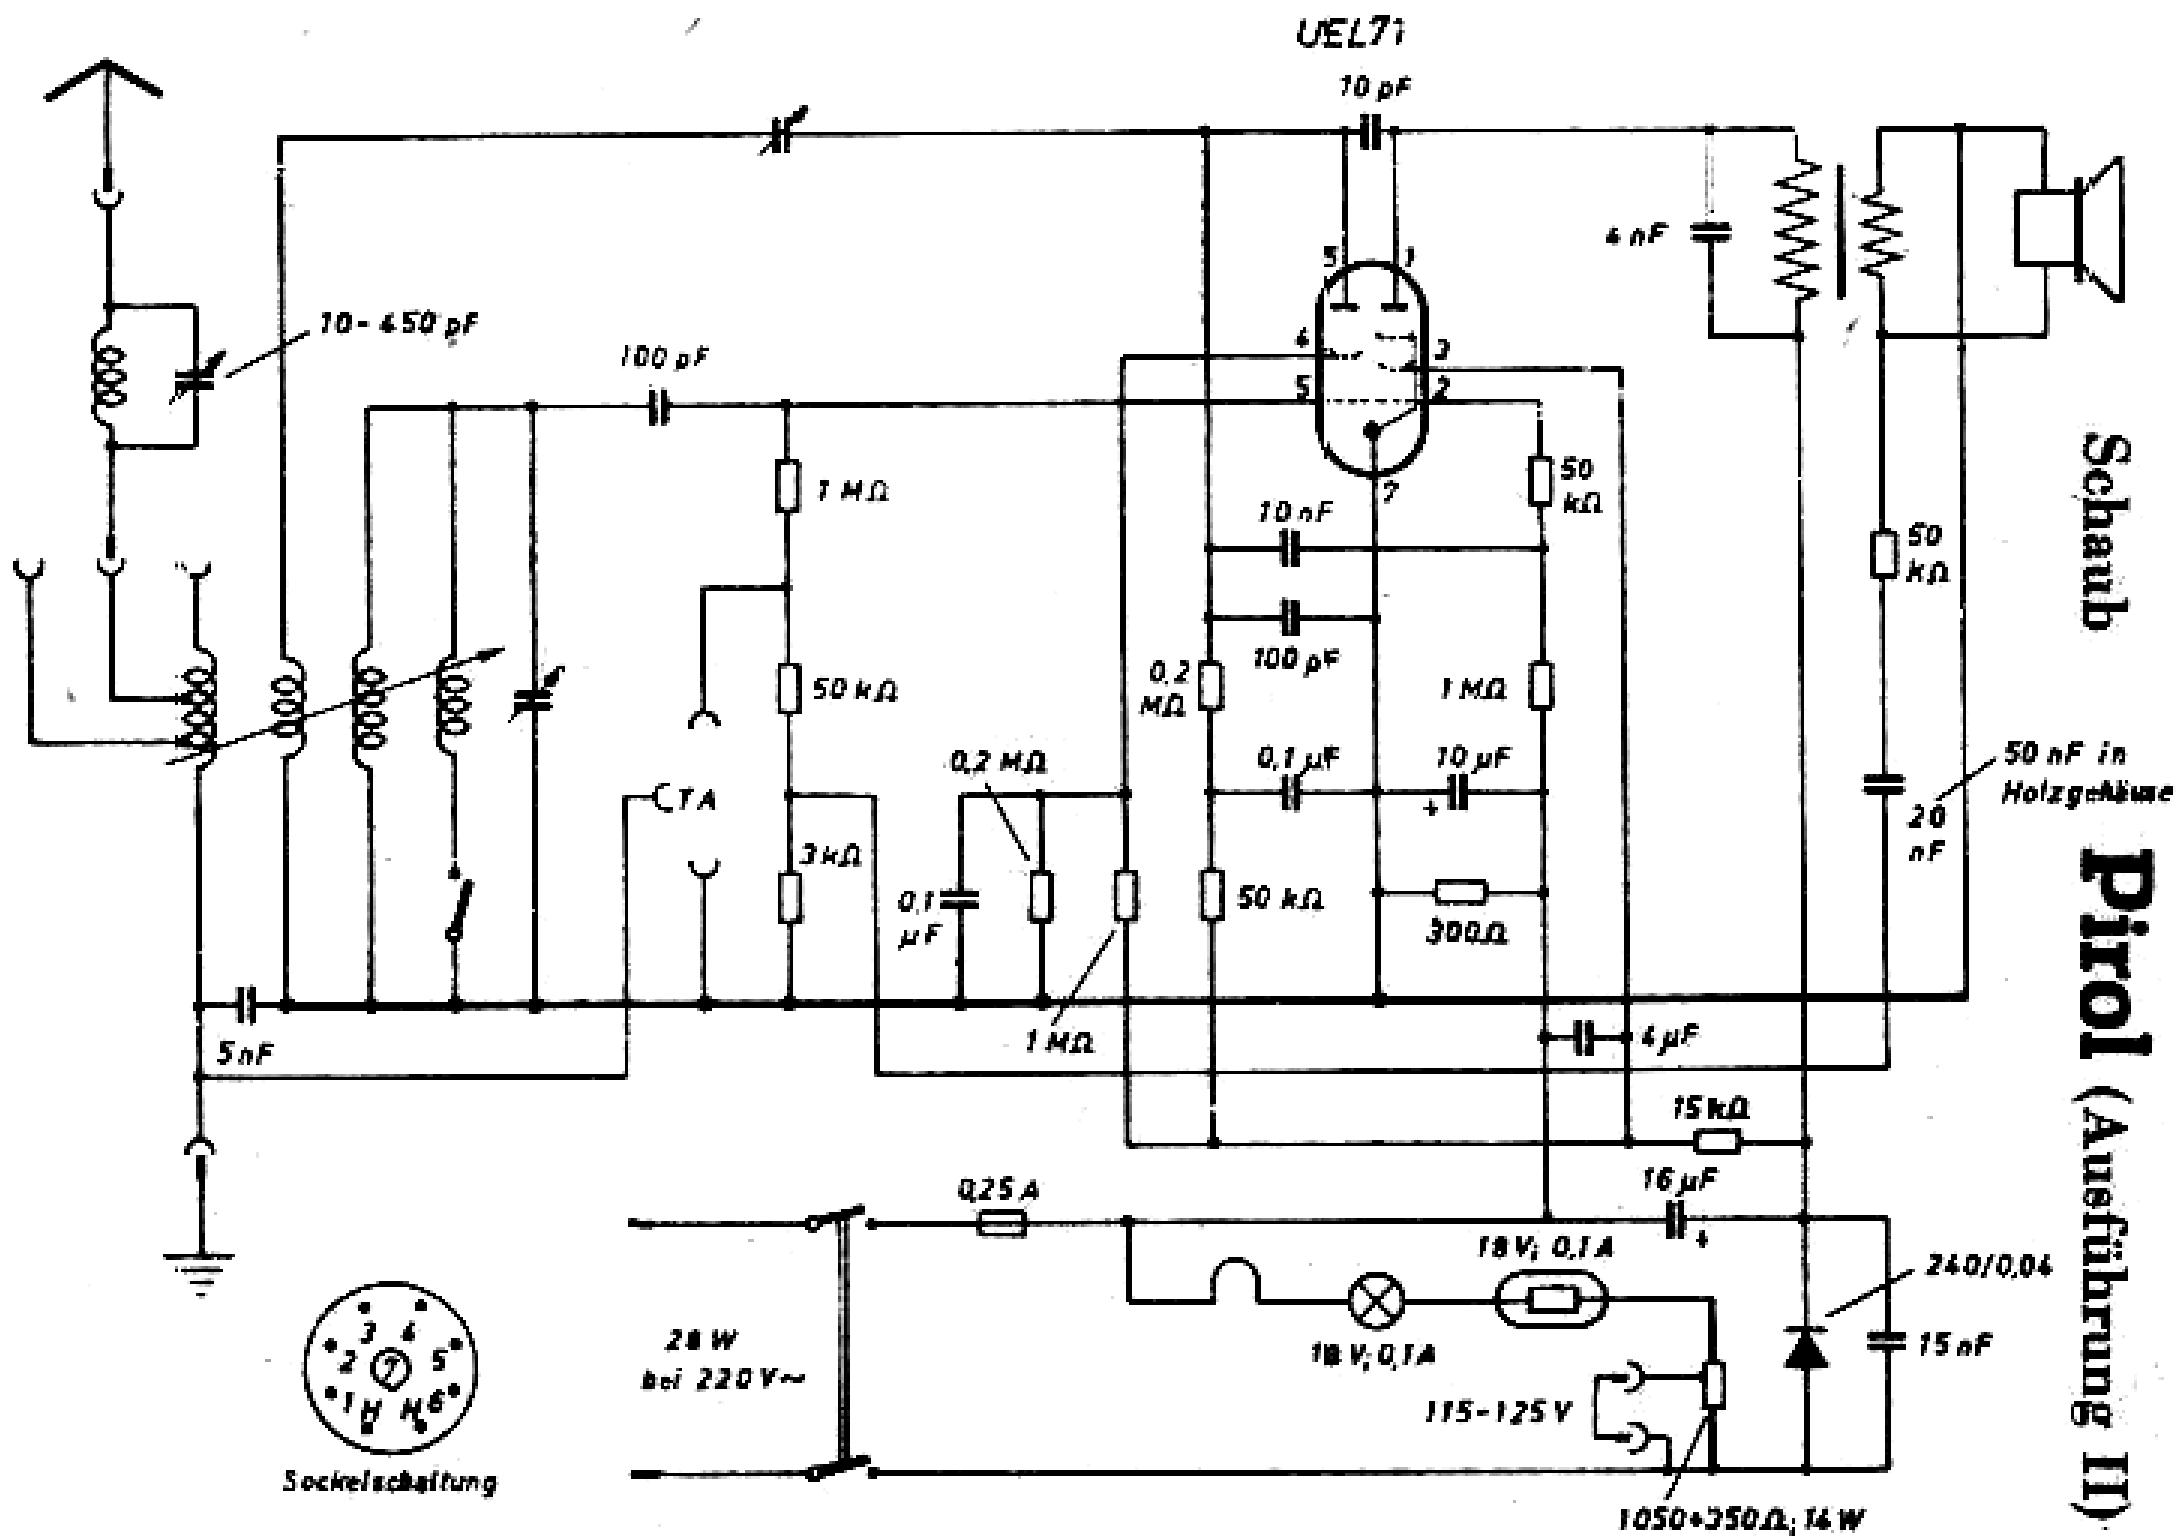 UEL71
10 pF
4 nF
10-450 pF
100 pF
5
1
4
3
5
2
7
1 MΩ
50
kΩ
10 nF
50
kΩ
100 pF
0,2
MΩ
1 MΩ
50 kΩ
0,2 MΩ
0,1 µF
10 µF
+
TA
50 nF in
Holzgehäuse
20
nF
3 kΩ
0,1
µF
50 kΩ
300Ω
5 nF
1 MΩ
4 µF
15 kΩ
0,25 A
16 µF
+
18 V; 0,1 A
240/0,04
28 W
bei 220 V~
18 V; 0,1 A
15 nF
115-125 V
1050+350Ω; 14 W
3 4
2 7 5
1 H H 6
Sockelschaltung
Schaub
Pirol (Ausführung II)